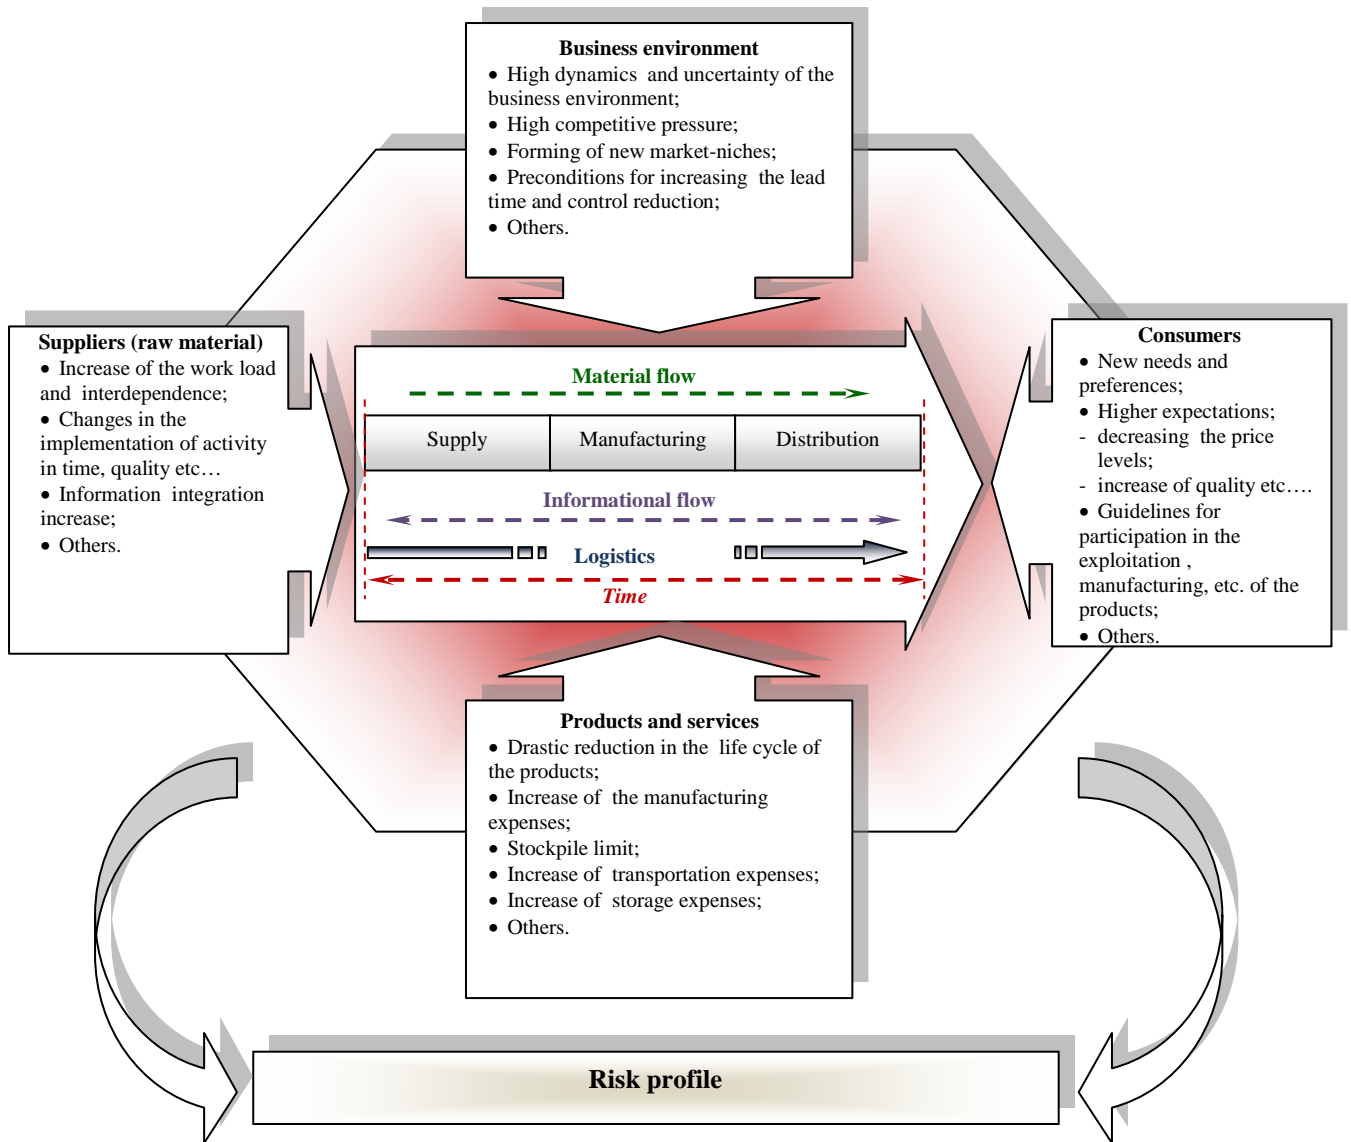 Business environment
• High dynamics and uncertainty of the
business environment;
• High competitive pressure;
• Forming of new market-niches;
• Preconditions for increasing the lead
time and control reduction;
• Others.
Suppliers (raw material)
• Increase of the work load
and interdependence;
• Changes in the
implementation of activity
in time, quality etc…
• Information integration
increase;
• Others.
Material flow
Supply
Manufacturing
Distribution
Informational flow
Logistics
Time
Consumers
• New needs and
preferences;
• Higher expectations;
- decreasing the price
levels;
- increase of quality etc….
• Guidelines for
participation in the
exploitation ,
manufacturing, etc. of the
products;
• Others.
Products and services
• Drastic reduction in the life cycle of
the products;
• Increase of the manufacturing
expenses;
• Stockpile limit;
• Increase of transportation expenses;
• Increase of storage expenses;
• Others.
Risk profile